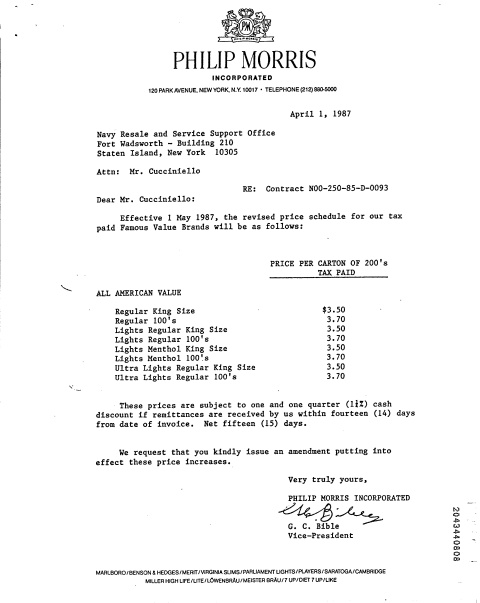 PM
PHILIP MORRIS
INCORPORATED
120 PARK AVENUE, NEW YORK, N.Y. 10017 • TELEPHONE (212) 880-5000
April 1, 1987
Navy Resale and Service Support Office
Fort Wadsworth - Building 210
Staten Island, New York 10305
Attn: Mr. Cucciniello
RE: Contract N00-250-85-D-0093
Dear Mr. Cucciniello:
Effective 1 May 1987, the revised price schedule for our tax
paid Famous Value Brands will be as follows:
PRICE PER CARTON OF 200's
TAX PAID
ALL AMERICAN VALUE
Regular King Size $3.50
Regular 100's 3.70
Lights Regular King Size 3.50
Lights Regular 100's 3.70
Lights Menthol King Size 3.50
Lights Menthol 100's 3.70
Ultra Lights Regular King Size 3.50
Ultra Lights Regular 100's 3.70
These prices are subject to one and one quarter (1¼%) cash
discount if remittances are received by us within fourteen (14) days
from date of invoice. Net fifteen (15) days.
We request that you kindly issue an amendment putting into
effect these price increases.
Very truly yours,
PHILIP MORRIS INCORPORATED
G. C. Bible
Vice-President
2043440808
MARLBORO/BENSON & HEDGES/MERIT/VIRGINIA SLIMS/PARLIAMENT LIGHTS/PLAYERS/SARATOGA/CAMBRIDGE
MILLER HIGH LIFE/LITE/LÖWENBRÄU/MEISTER BRÄU/7 UP/DIET 7 UP/LIKE